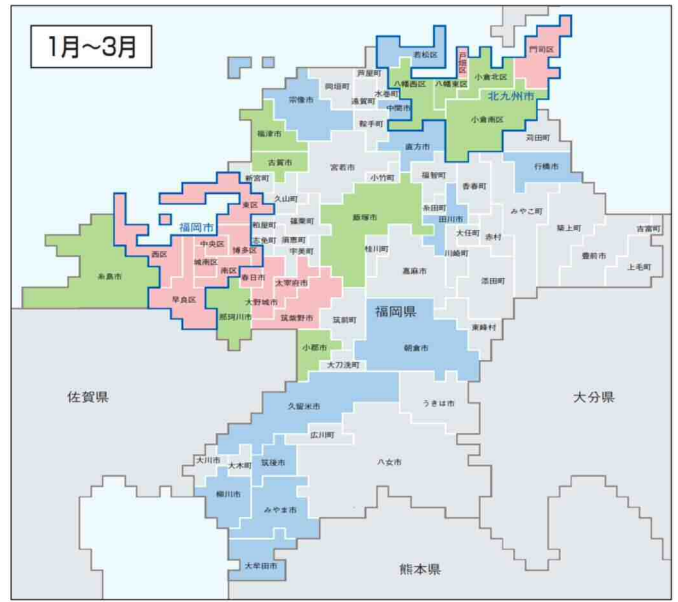 1月～3月
若松区
戸畑区
門司区
芦屋町
岡垣町
水巻町
遠賀町
八幡西区
八幡東区
小倉北区
北九州市
宗像市
中間市
鞍手町
小倉南区
苅田町
福津市
直方市
古賀市
宮若市
小竹町
福智町
香春町
行橋市
新宮町
久山町
糸田町
みやこ町
東区
飯塚市
田川市
福岡市
粕屋町
篠栗町
大任町
赤村
築上町
吉富町
中央区
博多区
志免町
須恵町
宇美町
桂川町
川崎町
豊前市
上毛町
西区
城南区
南区
春日市
太宰府市
嘉麻市
添田町
糸島市
早良区
大野城市
筑紫野市
那珂川市
筑前町
福岡県
東峰村
小郡市
朝倉市
大刀洗町
佐賀県
大分県
久留米市
うきは市
広川町
大川市
大木町
筑後市
八女市
柳川市
みやま市
大牟田市
熊本県